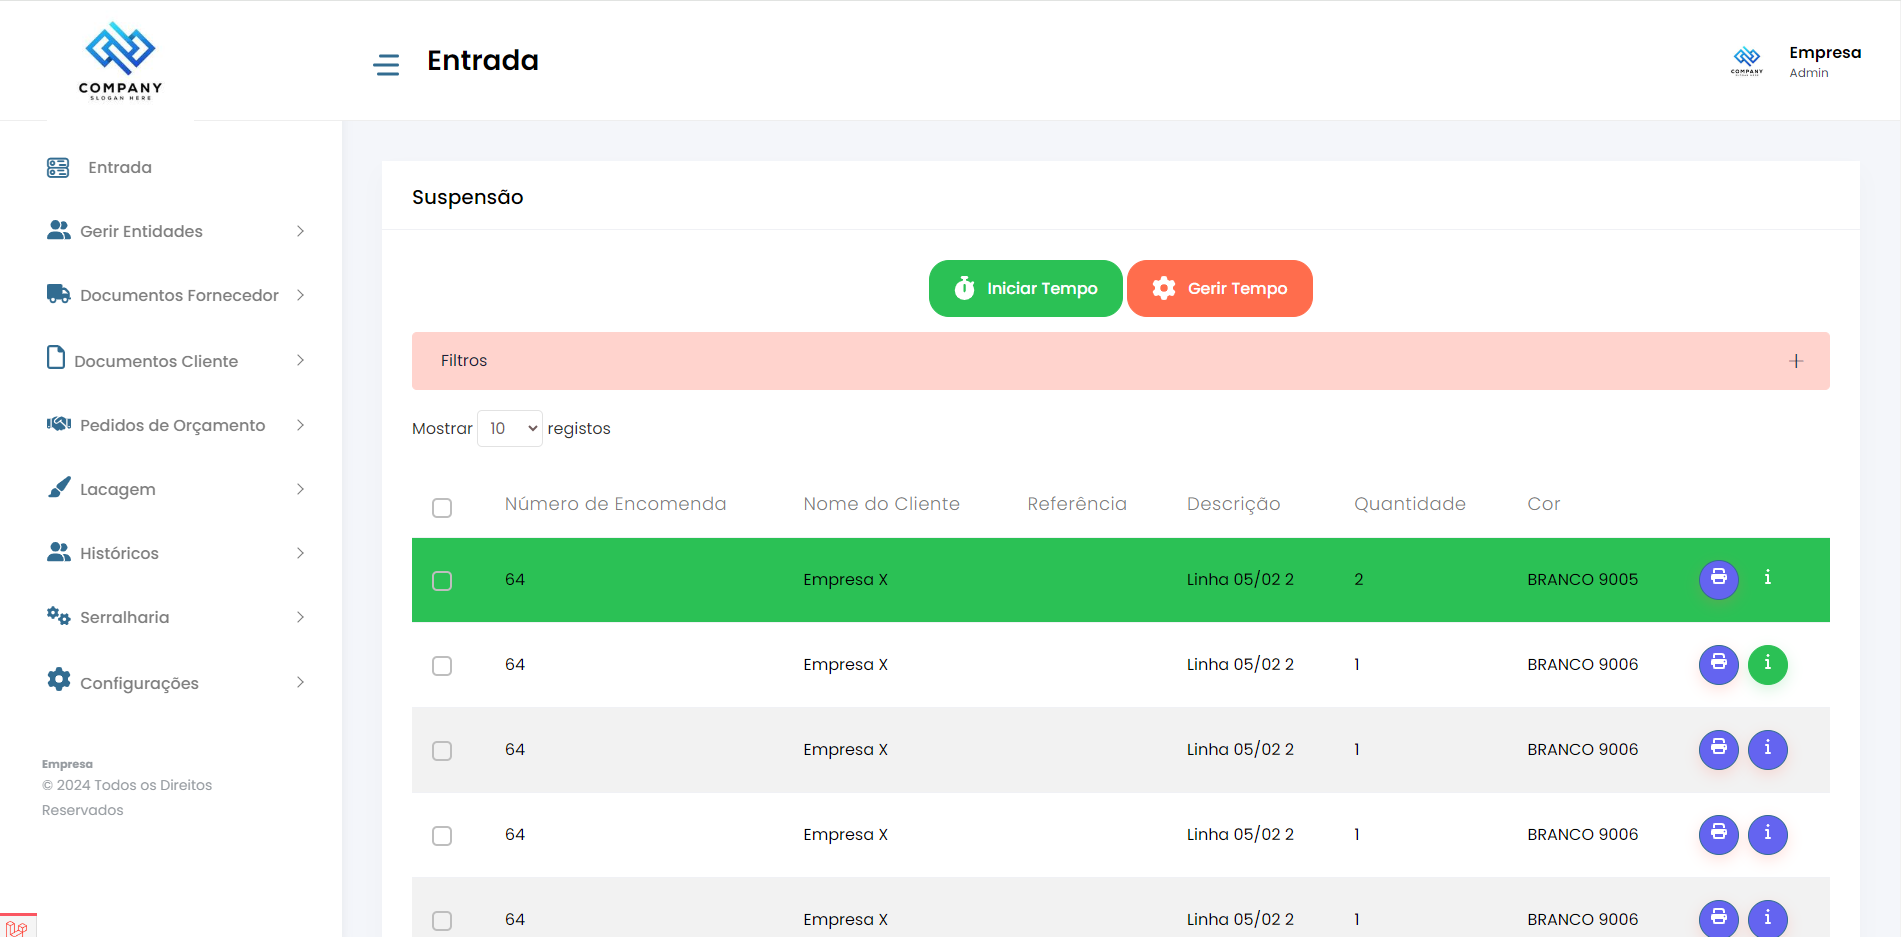 COMPANY
SLOGAN HERE
Entrada
COMPANY
Empresa
Admin
Entrada
Gerir Entidades
Documentos Fornecedor
Documentos Cliente
Pedidos de Orçamento
Lacagem
Históricos
Serralharia
Configurações
Empresa
© 2024 Todos os Direitos
Reservados
Suspensão
Iniciar Tempo
Gerir Tempo
Filtros
Mostrar 10 registos
Número de Encomenda Nome do Cliente Referência Descrição Quantidade Cor
64 Empresa X Linha 05/02 2 2 BRANCO 9005
64 Empresa X Linha 05/02 2 1 BRANCO 9006
64 Empresa X Linha 05/02 2 1 BRANCO 9006
64 Empresa X Linha 05/02 2 1 BRANCO 9006
64 Empresa X Linha 05/02 2 1 BRANCO 9006